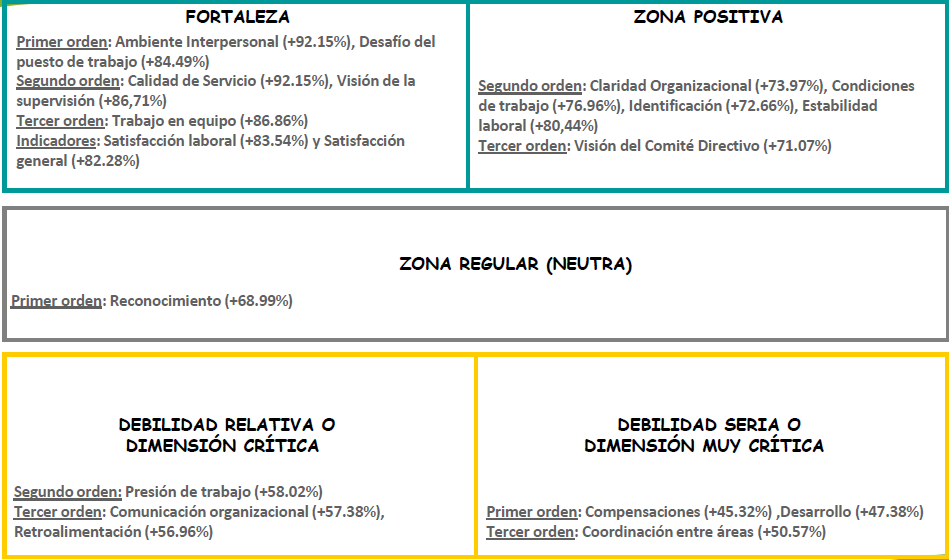 FORTALEZA
Primer orden: Ambiente Interpersonal (+92.15%), Desafío del
puesto de trabajo (+84.49%)
Segundo orden: Calidad de Servicio (+92.15%), Visión de la
supervisión (+86,71%)
Tercer orden: Trabajo en equipo (+86.86%)
Indicadores: Satisfacción laboral (+83.54%) y Satisfacción
general (+82.28%)
ZONA POSITIVA
Segundo orden: Claridad Organizacional (+73.97%), Condiciones
de trabajo (+76.96%), Identificación (+72.66%), Estabilidad
laboral (+80,44%)
Tercer orden: Visión del Comité Directivo (+71.07%)
ZONA REGULAR (NEUTRA)
Primer orden: Reconocimiento (+68.99%)
DEBILIDAD RELATIVA O
DIMENSIÓN CRÍTICA
Segundo orden: Presión de trabajo (+58.02%)
Tercer orden: Comunicación organizacional (+57.38%),
Retroalimentación (+56.96%)
DEBILIDAD SERIA O
DIMENSIÓN MUY CRÍTICA
Primer orden: Compensaciones (+45.32%) ,Desarrollo (+47.38%)
Tercer orden: Coordinación entre áreas (+50.57%)